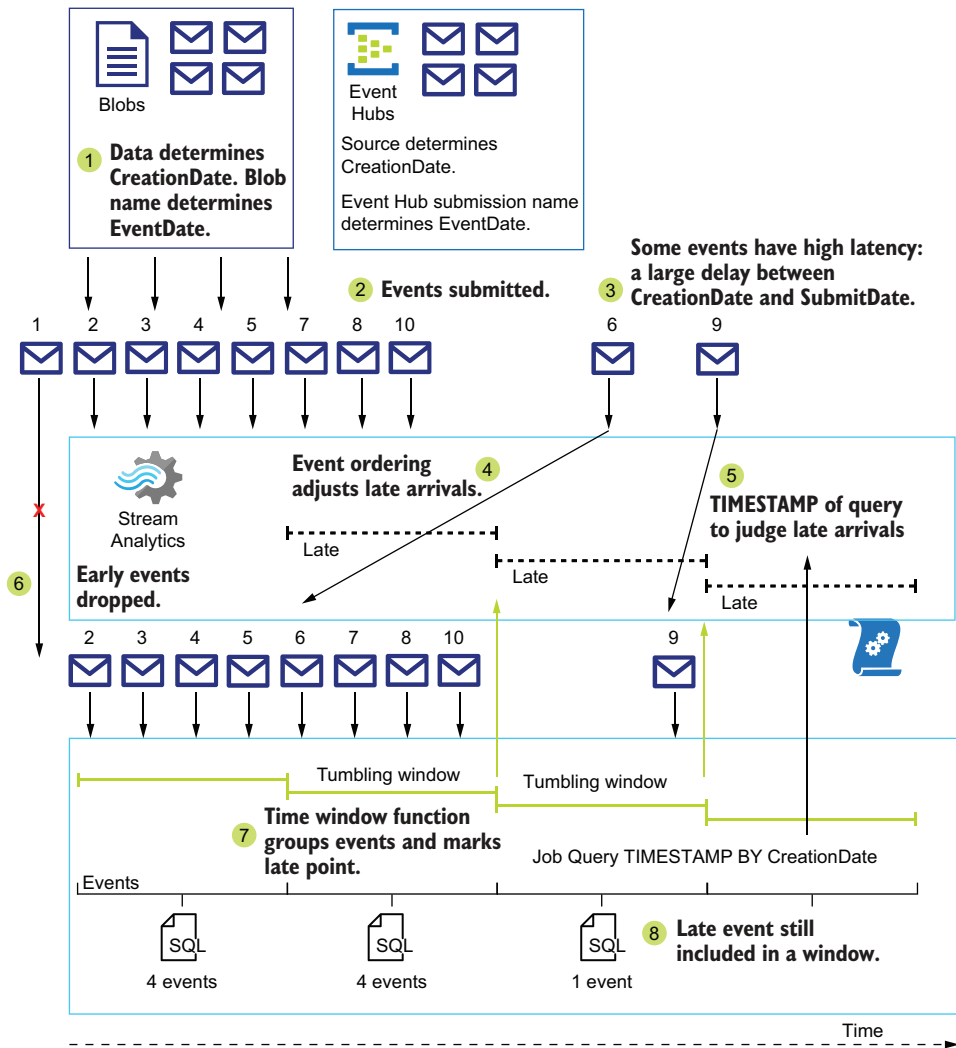 Blobs
1 Data determines
CreationDate. Blob
name determines
EventDate.
Event
Hubs
Source determines
CreationDate.
Event Hub submission name
determines EventDate.
2 Events submitted.
3 Some events have high latency:
a large delay between
CreationDate and SubmitDate.
1 2 3 4 5 7 8 10 6 9
Stream
Analytics
Event ordering
adjusts late arrivals.
4
Late
Late
Late
5
TIMESTAMP of query
to judge late arrivals
x
6
Early events
dropped.
2 3 4 5 6 7 8 10 9
Tumbling window
Tumbling window
7 Time window function
groups events and marks
late point.
Job Query TIMESTAMP BY CreationDate
Events
SQL
4 events
SQL
4 events
SQL
1 event
8 Late event still
included in a window.
Time